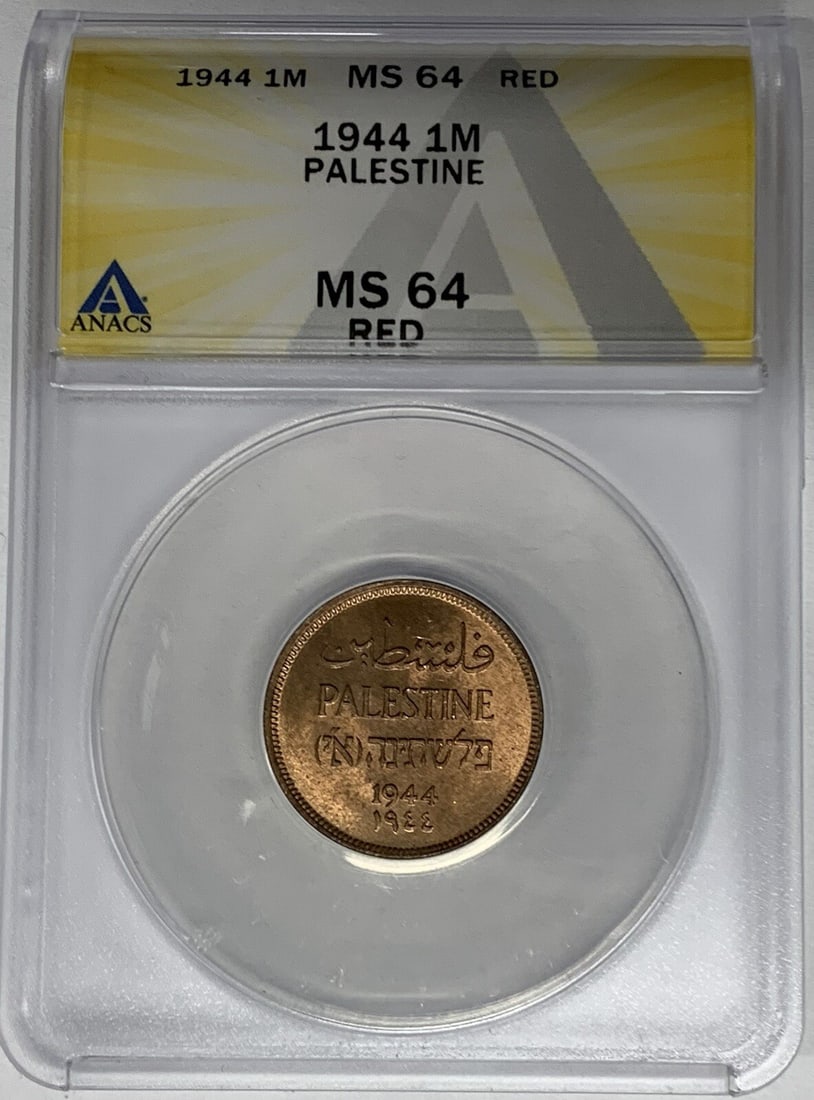 1944 1M MS 64 RED
1944 1M
PALESTINE
MS 64
RED
ANACS
فلسطين
PALESTINE
פלשתינה (א״י)
1944
١٩٤٤